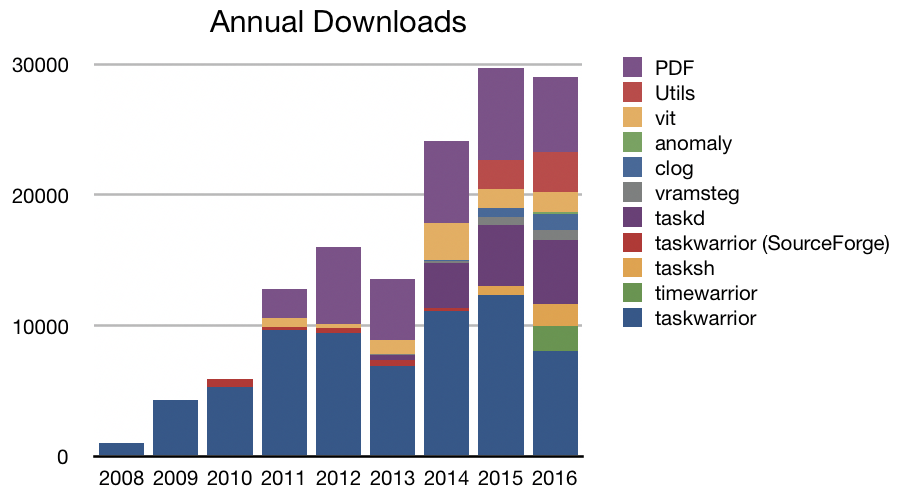 Annual Downloads
30000
20000
10000
0
2008 2009 2010 2011 2012 2013 2014 2015 2016
PDF
Utils
vit
anomaly
clog
vramsteg
taskd
taskwarrior (SourceForge)
tasksh
timewarrior
taskwarrior